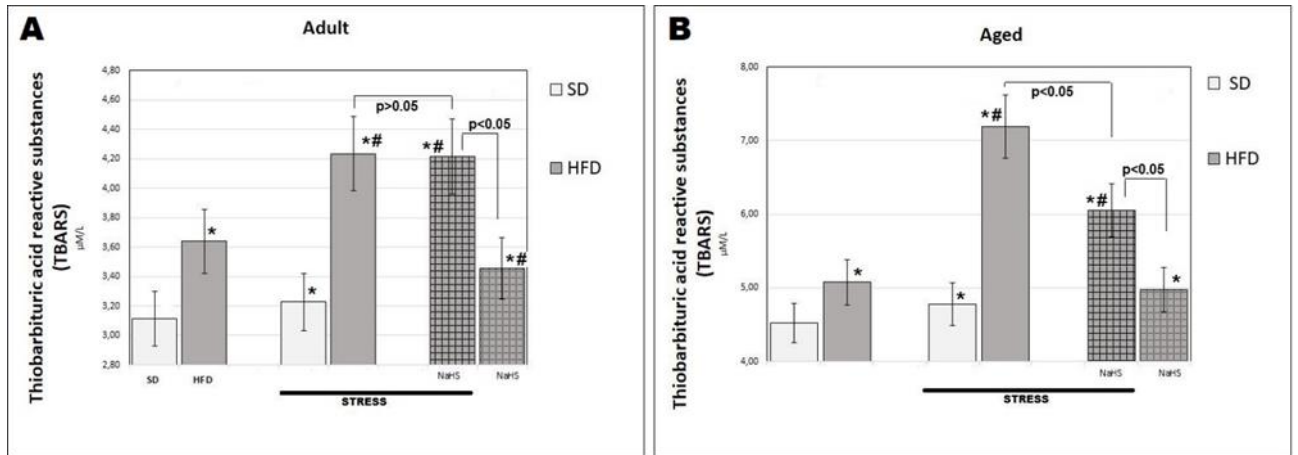 A
Adult
Thiobarbituric acid reactive substances
(TBARS)
µM/L
4,80
4,60
4,40
4,20
4,00
3,80
3,60
3,40
3,20
3,00
2,80
p>0.05
p<0.05
*
*
*#
*#
*#
SD
HFD
NaHS
NaHS
STRESS
SD
HFD
B
Aged
Thiobarbituric acid reactive substances
(TBARS)
µM/L
8,00
7,00
6,00
5,00
4,00
p<0.05
p<0.05
*
*
*#
*#
*
NaHS
NaHS
STRESS
SD
HFD